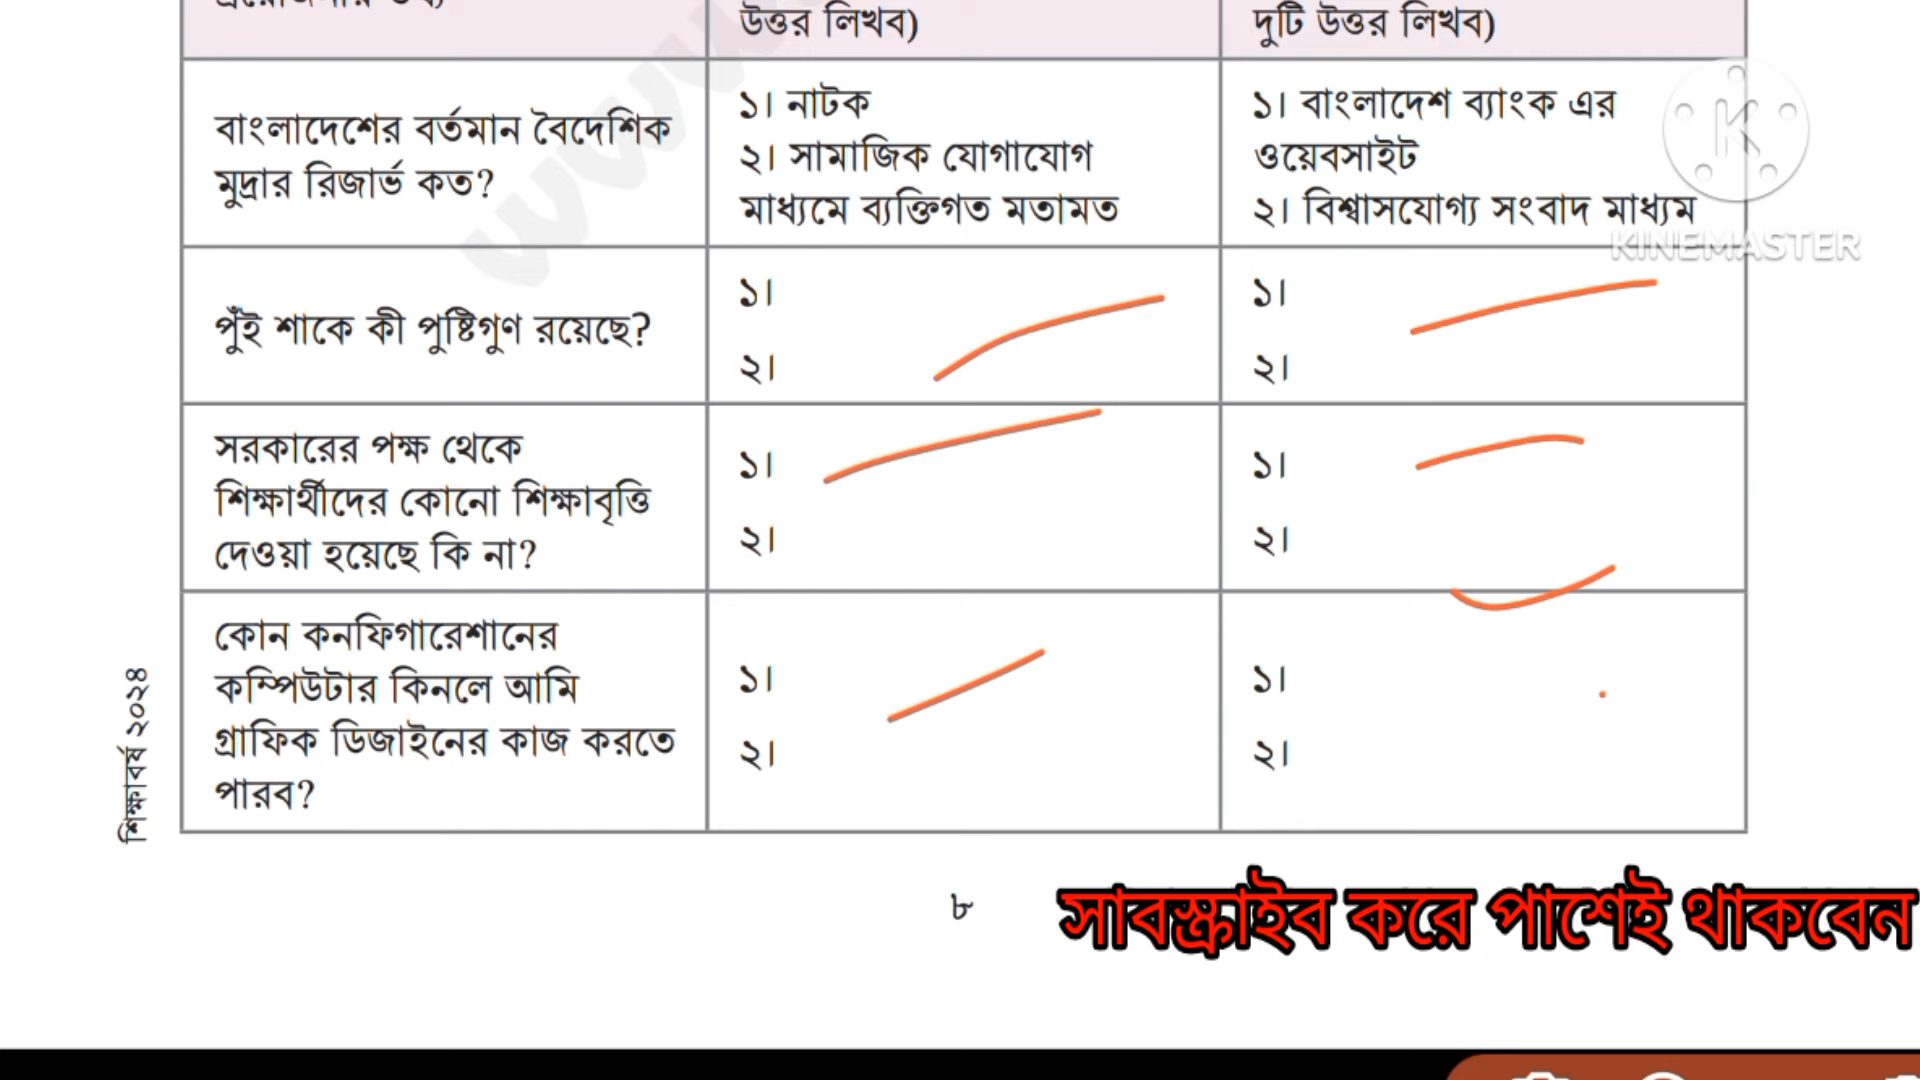 উত্তর লিখব)
দুটি উত্তর লিখব)
বাংলাদেশের বর্তমান বৈদেশিক
মুদ্রার রিজার্ভ কত?
১। নাটক
২। সামাজিক যোগাযোগ
মাধ্যমে ব্যক্তিগত মতামত
১। বাংলাদেশ ব্যাংক এর
ওয়েবসাইট
২। বিশ্বাসযোগ্য সংবাদ মাধ্যম
KINEMASTER
পুঁই শাকে কী পুষ্টিগুণ রয়েছে?
১।
২।
১।
২।
সরকারের পক্ষ থেকে
শিক্ষার্থীদের কোনো শিক্ষাবৃত্তি
দেওয়া হয়েছে কি না?
১।
২।
১।
২।
কোন কনফিগারেশানের
কম্পিউটার কিনলে আমি
গ্রাফিক ডিজাইনের কাজ করতে
পারব?
১।
২।
১।
২।
শিক্ষাবর্ষ ২০২৪
৮
সাবস্ক্রাইব করে পাশেই থাকবেন